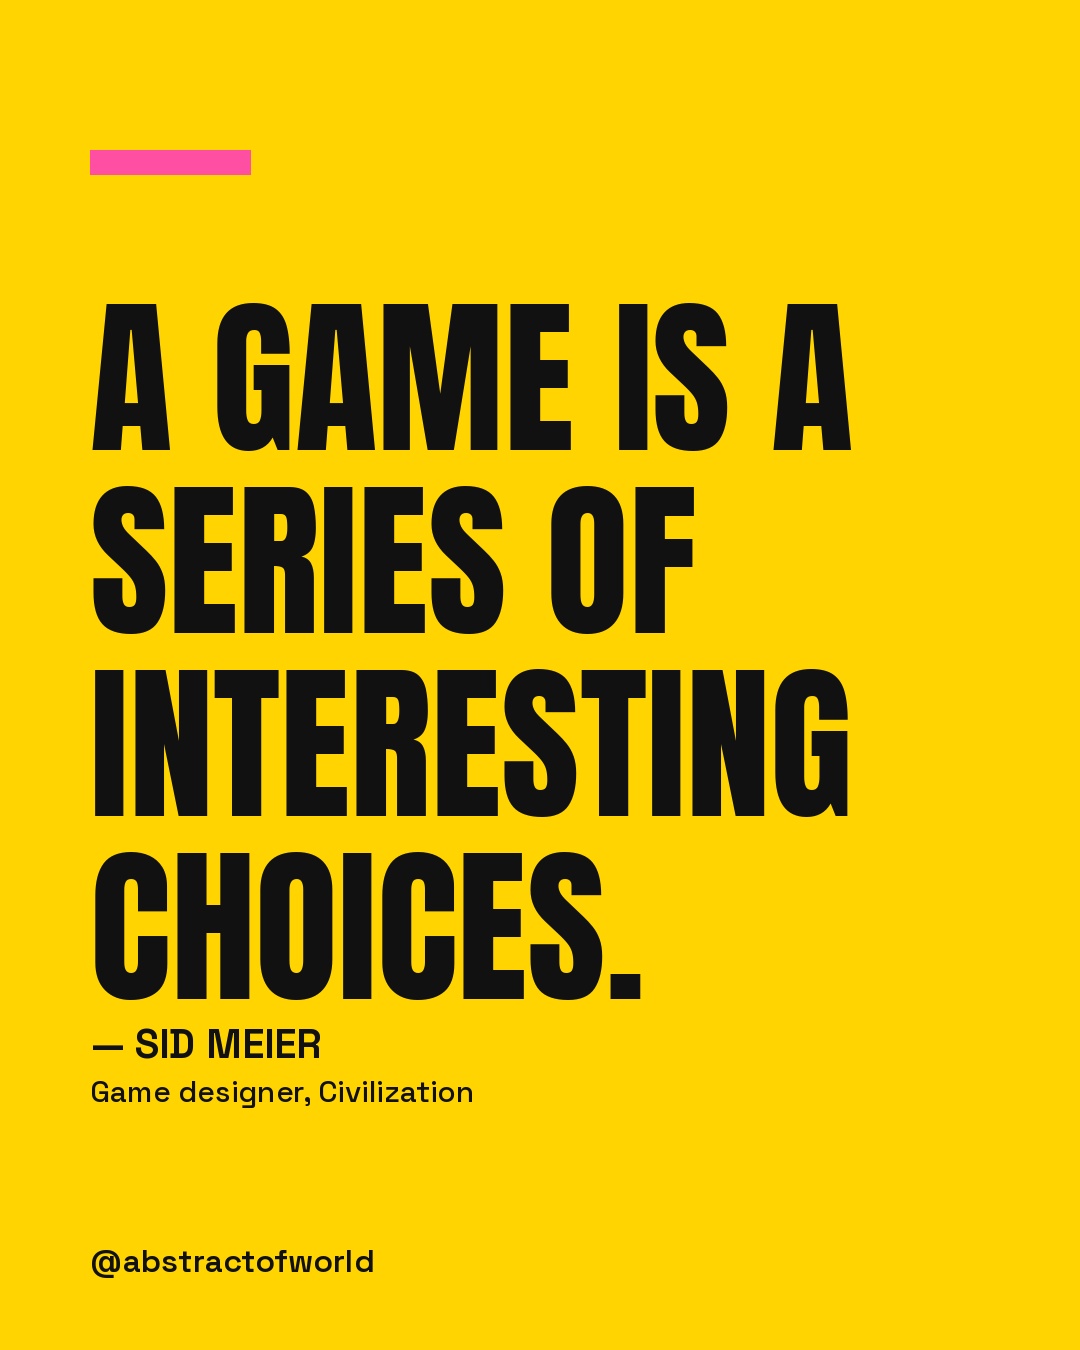 A GAME IS A
SERIES OF
INTERESTING
CHOICES.
— SID MEIER
Game designer, Civilization
@abstractofworld